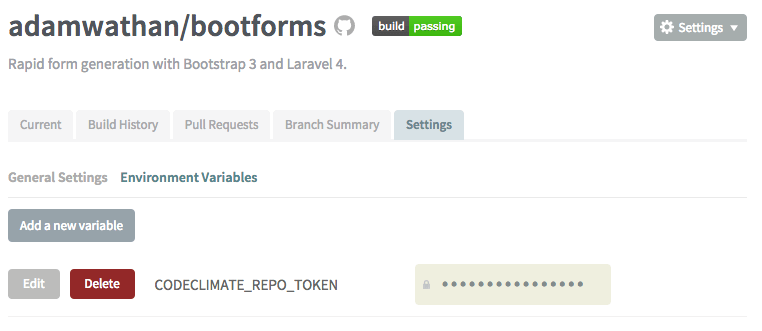 adamwathan/bootforms build passing Settings
Rapid form generation with Bootstrap 3 and Laravel 4.
Current Build History Pull Requests Branch Summary Settings
General Settings Environment Variables
Add a new variable
Edit Delete CODECLIMATE_REPO_TOKEN ••••••••••••••••